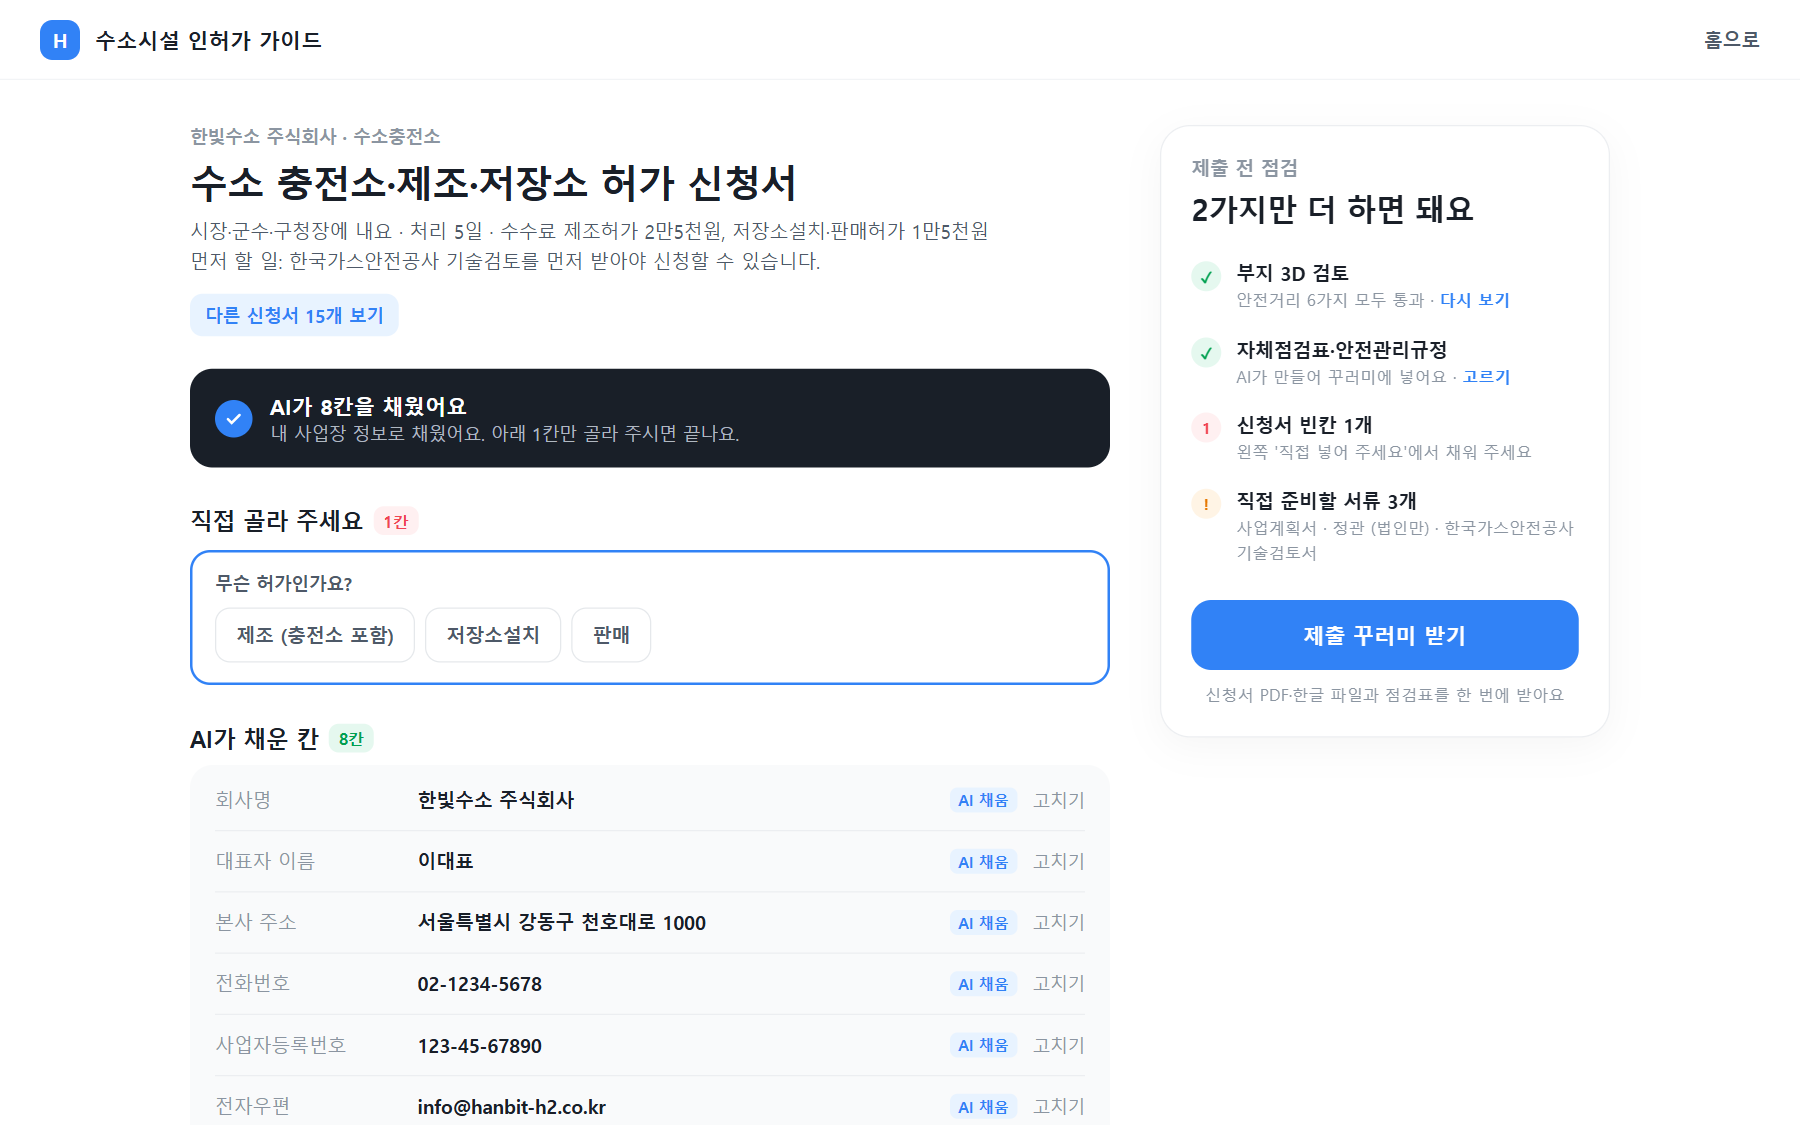 H 수소시설 인허가 가이드
홈으로
한빛수소 주식회사 · 수소충전소
수소 충전소·제조·저장소 허가 신청서
시장·군수·구청장에 내요 · 처리 5일 · 수수료 제조허가 2만5천원, 저장소설치·판매허가 1만5천원
먼저 할 일: 한국가스안전공사 기술검토를 먼저 받아야 신청할 수 있습니다.
다른 신청서 15개 보기
AI가 8칸을 채웠어요
내 사업장 정보로 채웠어요. 아래 1칸만 골라 주시면 끝나요.
직접 골라 주세요 1칸
무슨 허가인가요?
제조 (충전소 포함) 저장소설치 판매
AI가 채운 칸 8칸
회사명 한빛수소 주식회사 AI 채움 고치기
대표자 이름 이대표 AI 채움 고치기
본사 주소 서울특별시 강동구 천호대로 1000 AI 채움 고치기
전화번호 02-1234-5678 AI 채움 고치기
사업자등록번호 123-45-67890 AI 채움 고치기
전자우편 info@hanbit-h2.co.kr AI 채움 고치기
제출 전 점검
2가지만 더 하면 돼요
부지 3D 검토
안전거리 6가지 모두 통과 · 다시 보기
자체점검표·안전관리규정
AI가 만들어 꾸러미에 넣어요 · 고르기
1 신청서 빈칸 1개
왼쪽 '직접 넣어 주세요'에서 채워 주세요
! 직접 준비할 서류 3개
사업계획서 · 정관 (법인만) · 한국가스안전공사
기술검토서
제출 꾸러미 받기
신청서 PDF·한글 파일과 점검표를 한 번에 받아요